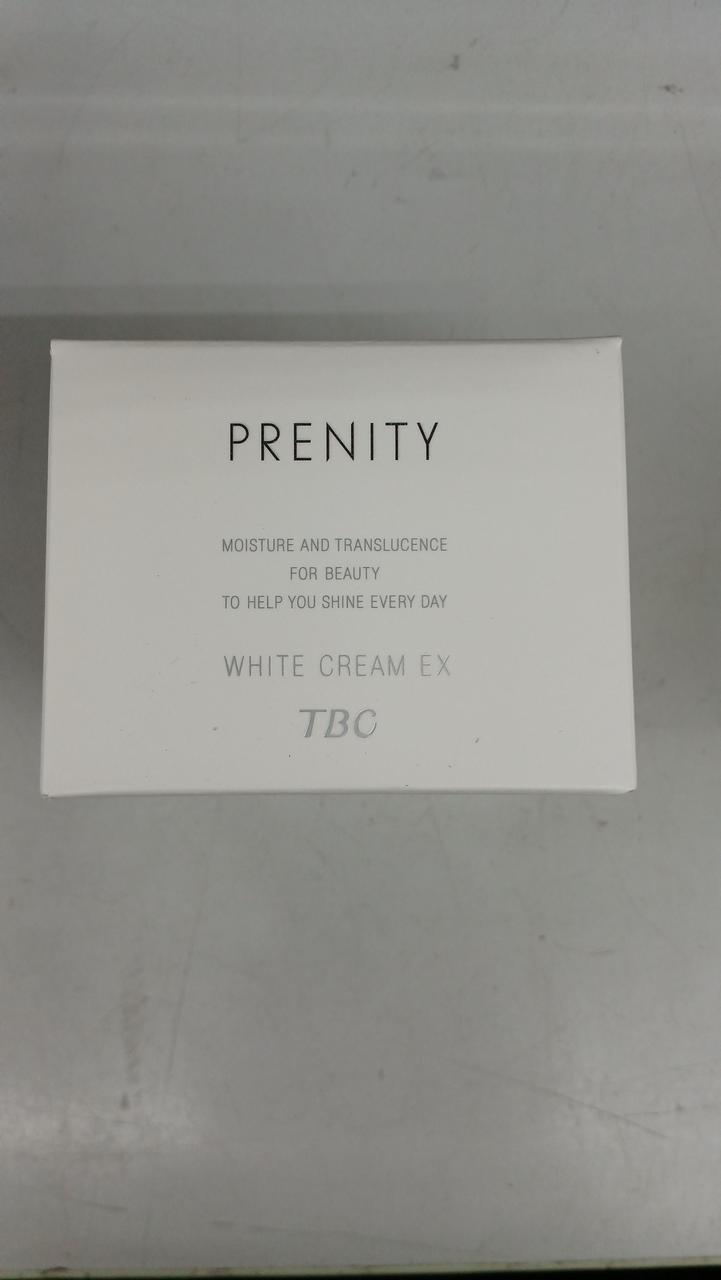 PRENITY
MOISTURE AND TRANSLUCENCE
FOR BEAUTY
TO HELP YOU SHINE EVERY DAY
WHITE CREAM EX
TBC